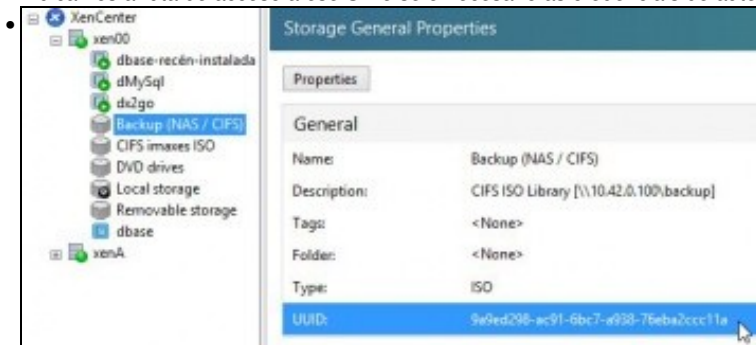 XenCenter
xen00
dbase-recén-instalada
dMySql
dx2go
Backup (NAS / CIFS)
CIFS imaxes ISO
DVD drives
Local storage
Removable storage
dbase
xenA
Storage General Properties
Properties
General
Name: Backup (NAS / CIFS)
Description: CIFS ISO Library [\\10.42.0.100\backup]
Tags: <None>
Folder: <None>
Type: ISO
UUID: 9a9ed298-ac91-6bc7-a938-76eba2ccc11a